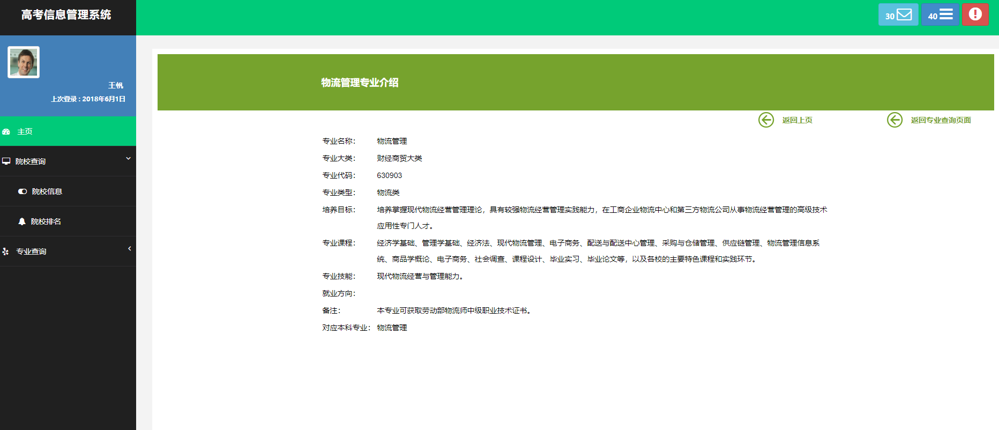 高考信息管理系统
30
40
王帆
上次登录 : 2018年6月1日
主页
院校查询
院校信息
院校排名
专业查询
物流管理专业介绍
返回上页
返回专业查询页面
专业名称： 物流管理
专业大类： 财经商贸大类
专业代码： 630903
专业类型： 物流类
培养目标： 培养掌握现代物流经营管理理论，具有较强物流经营管理实践能力，在工商企业物流中心和第三方物流公司从事物流经营管理的高级技术
应用性专门人才。
专业课程： 经济学基础、管理学基础、经济法、现代物流管理、电子商务、配送与配送中心管理、采购与仓储管理、供应链管理、物流管理信息系
统、商品学概论、电子商务、社会调查、课程设计、毕业实习、毕业论文等，以及各校的主要特色课程和实践环节。
专业技能： 现代物流经营与管理能力。
就业方向：
备注： 本专业可获取劳动部物流师中级职业技术证书。
对应本科专业： 物流管理